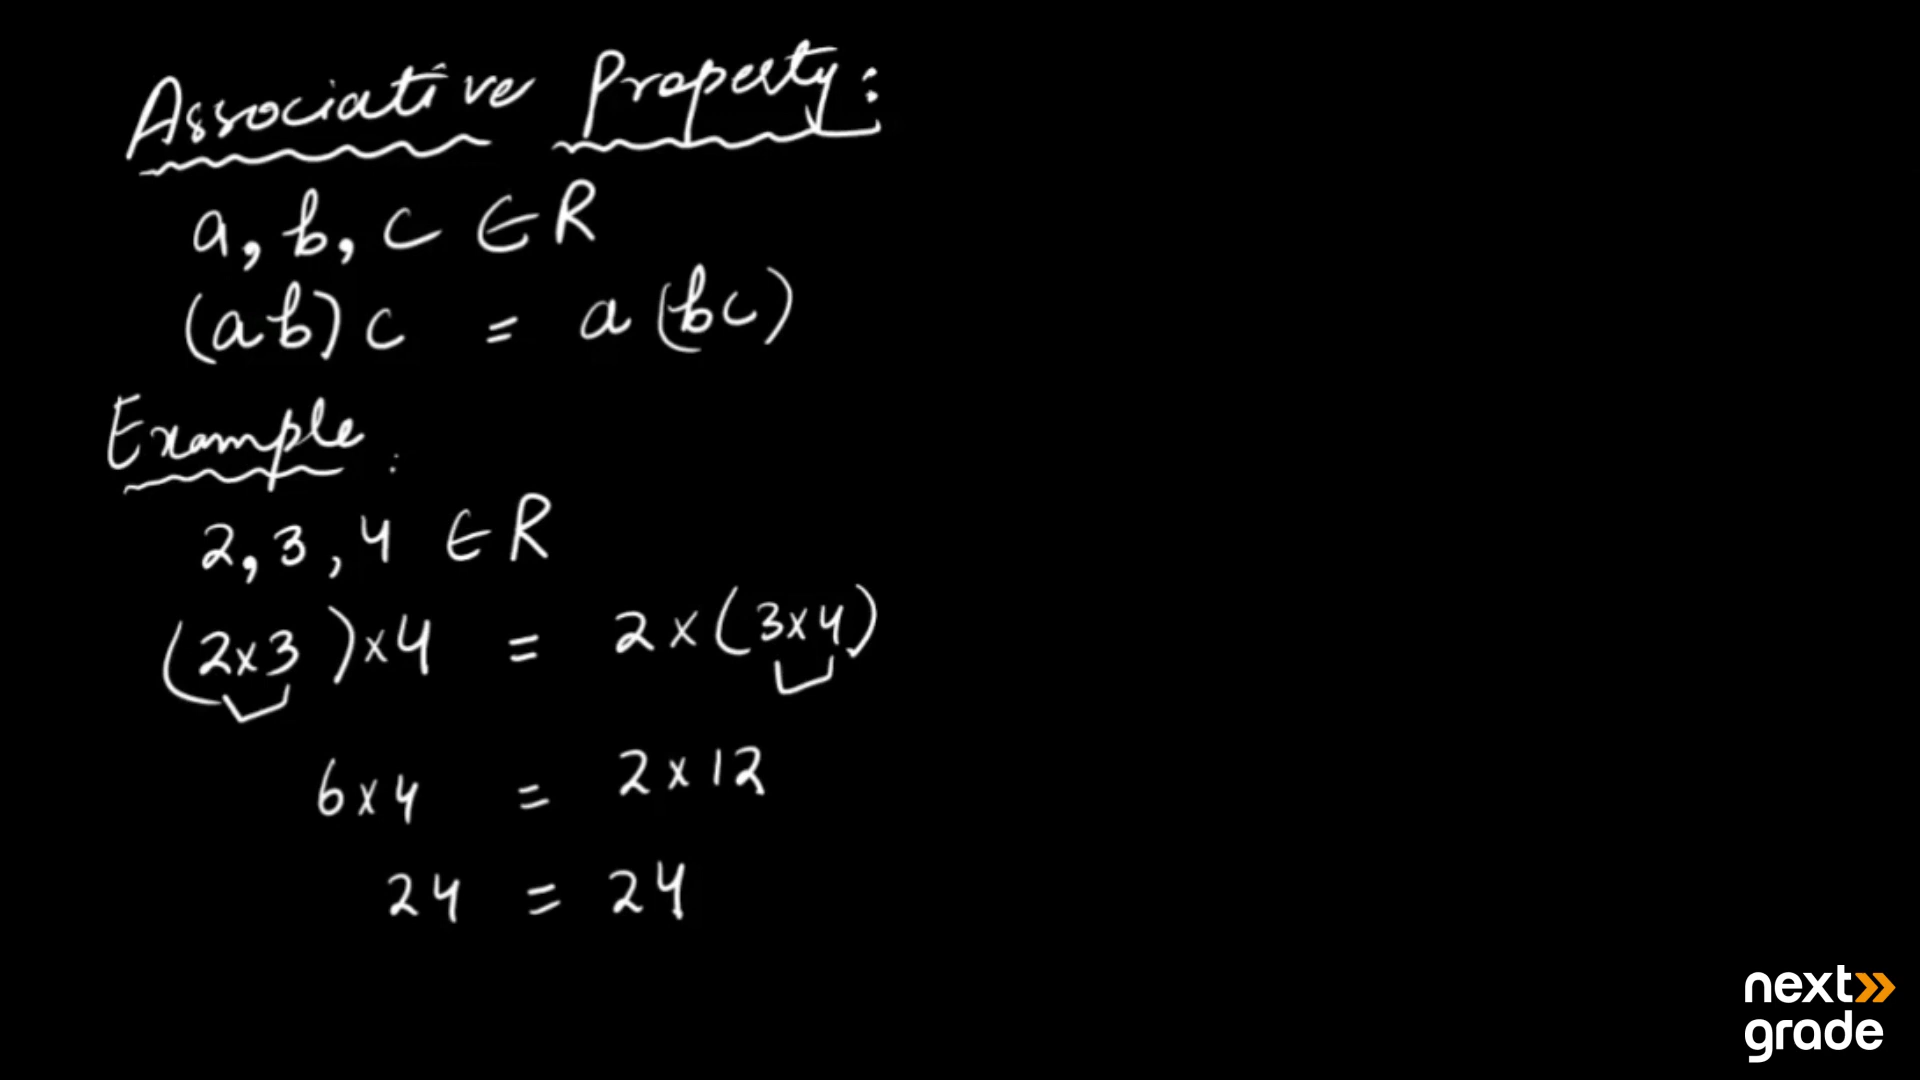 Associative Property:
a, b, c ∈ R
(ab) c = a (bc)
Example :
2, 3, 4 ∈ R
(2x3)x4 = 2x(3x4)
6x4 = 2x12
24 = 24
next
grade